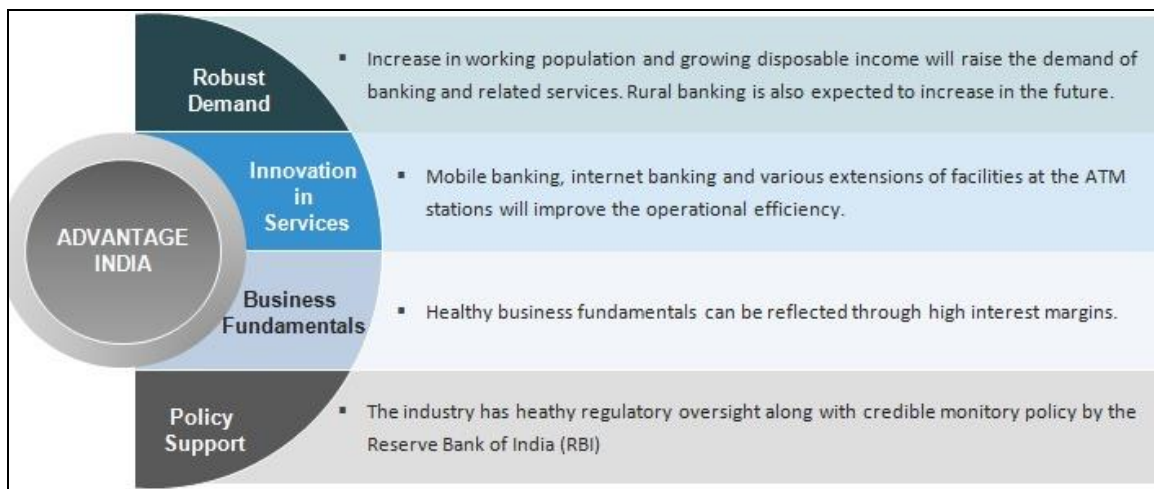 ADVANTAGE
INDIA
Robust
Demand
▪ Increase in working population and growing disposable income will raise the demand of
banking and related services. Rural banking is also expected to increase in the future.
Innovation
in
Services
▪ Mobile banking, internet banking and various extensions of facilities at the ATM
stations will improve the operational efficiency.
Business
Fundamentals
▪ Healthy business fundamentals can be reflected through high interest margins.
Policy
Support
▪ The industry has heathy regulatory oversight along with credible monitory policy by the
Reserve Bank of India (RBI)